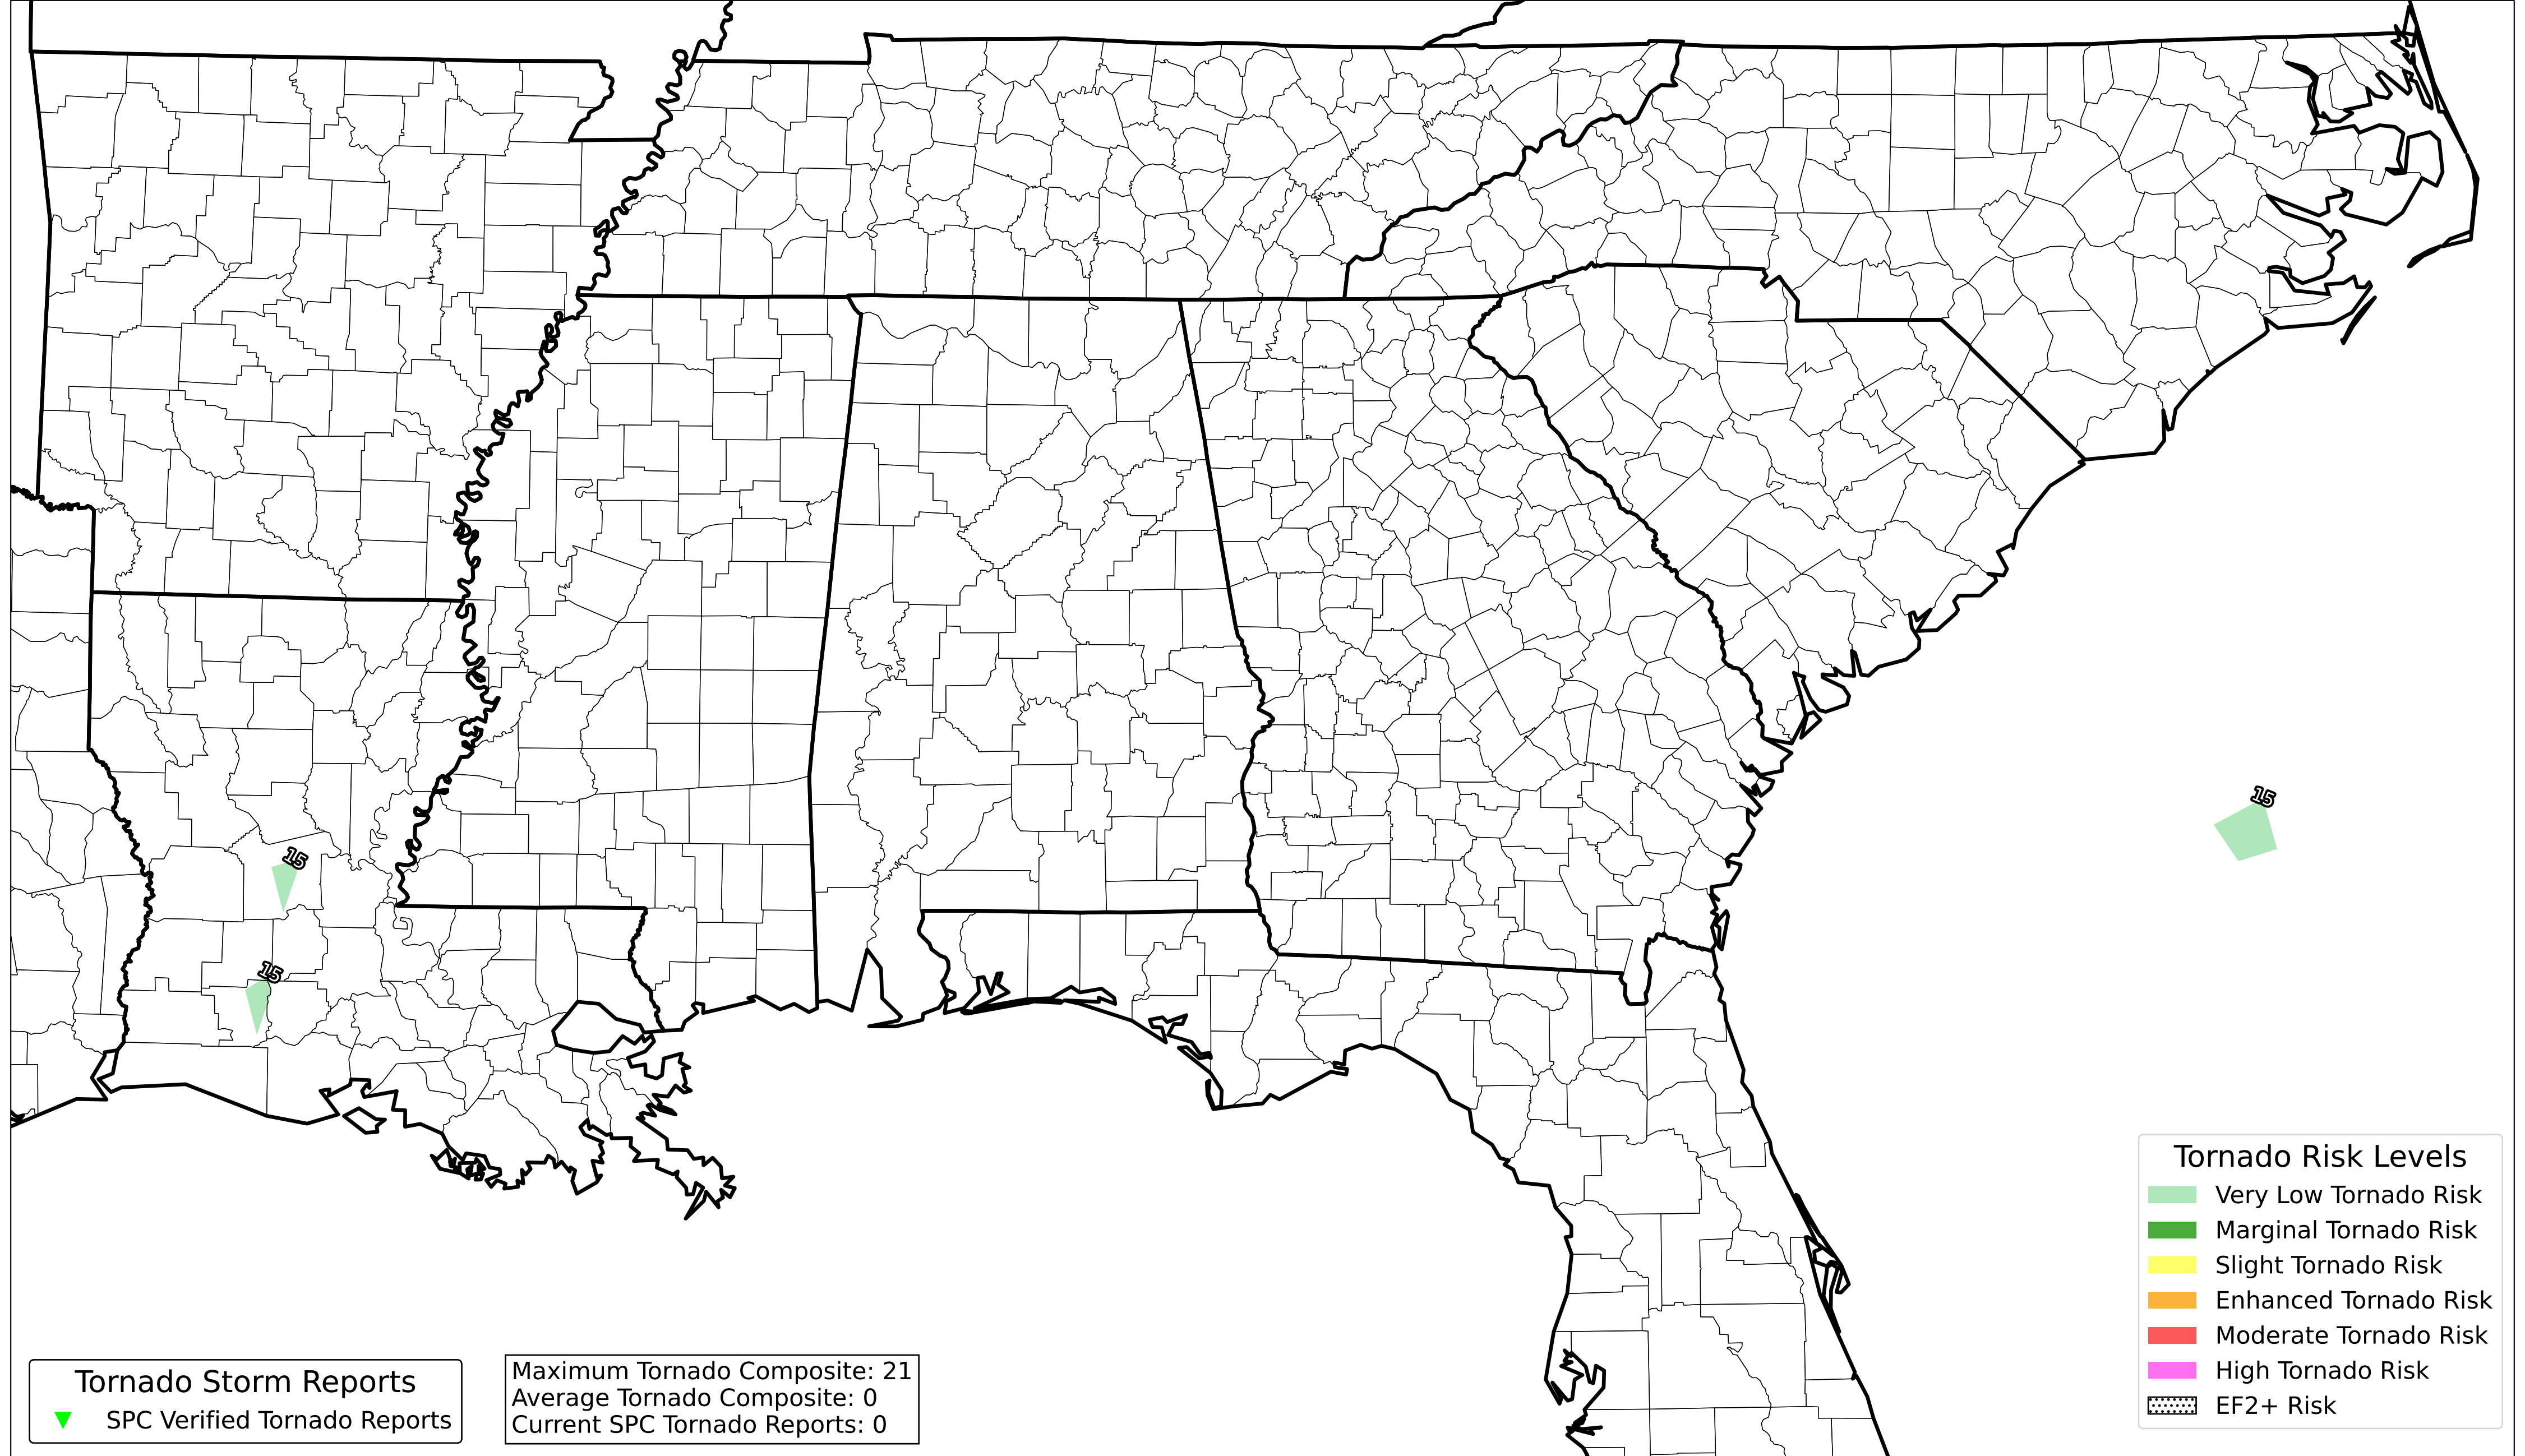 15
15
15
Tornado Risk Levels
Very Low Tornado Risk
Marginal Tornado Risk
Slight Tornado Risk
Enhanced Tornado Risk
Moderate Tornado Risk
High Tornado Risk
EF2+ Risk
Tornado Storm Reports
SPC Verified Tornado Reports
Maximum Tornado Composite: 21
Average Tornado Composite: 0
Current SPC Tornado Reports: 0